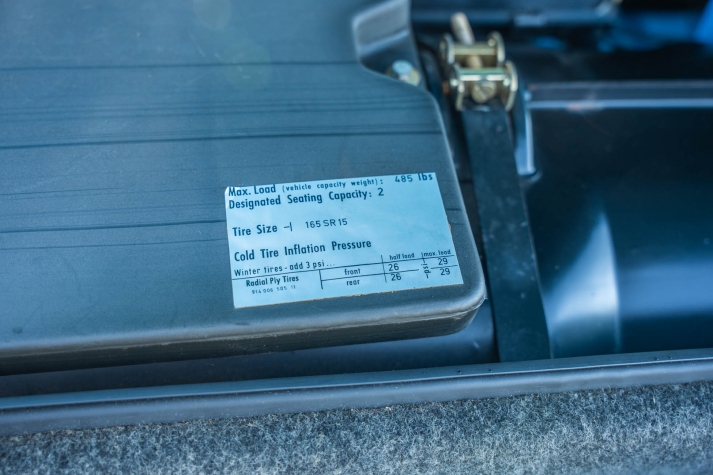 Max. Load (vehicle capacity weight): 485 lbs
Designated Seating Capacity: 2
Tire Size 165 SR 15
Cold Tire Inflation Pressure
Winter tires - add 3 psi... half load max. load
Radial Ply Tires front 26 psi 29
rear 26 29